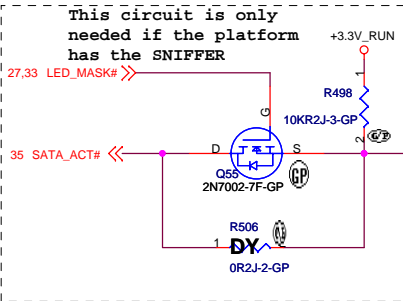 This circuit is only
needed if the platform
has the SNIFFER
+3.3V_RUN
27,33 LED_MASK#
1
R498
10KR2J-3-GP
2
G
35 SATA_ACT#
D
S
Q55
2N7002-7F-GP
GP
R506
1
DY
0R2J-2-GP